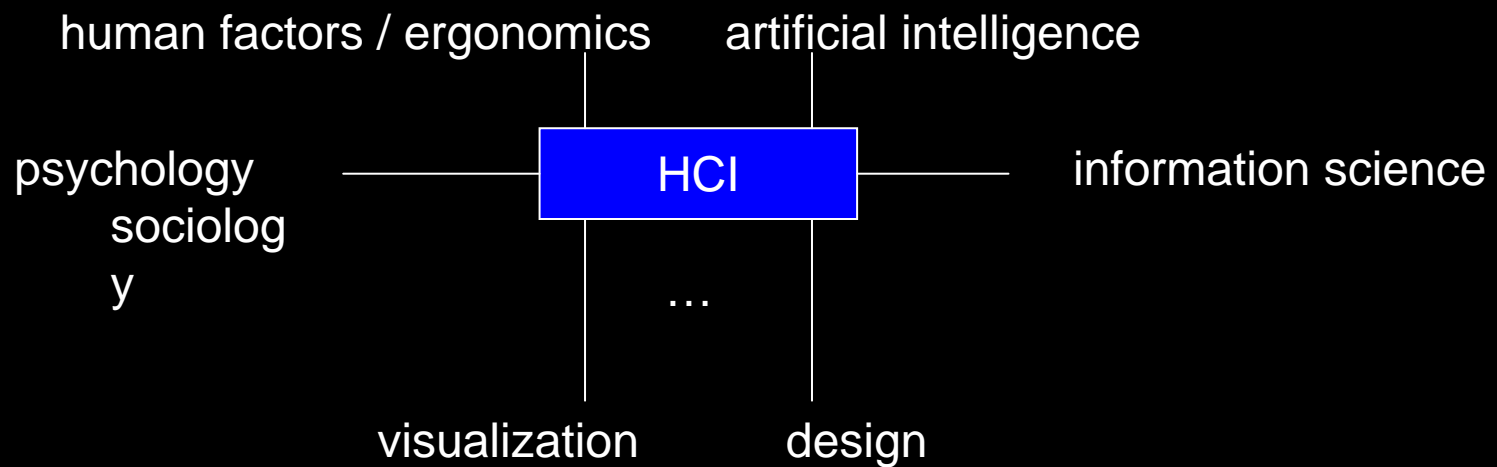 human factors / ergonomics
artificial intelligence
psychology
HCI
information science
sociolog
y
…
visualization
design